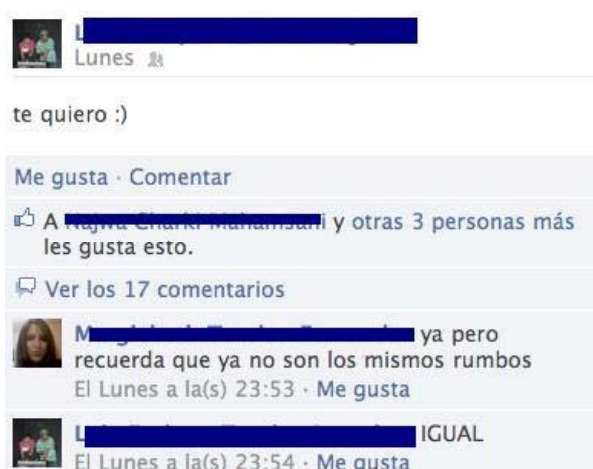 Lunes
te quiero :)
Me gusta · Comentar
A y otras 3 personas más
les gusta esto.
Ver los 17 comentarios
ya pero
recuerda que ya no son los mismos rumbos
El Lunes a la(s) 23:53 · Me gusta
IGUAL
El Lunes a la(s) 23:54 · Me gusta